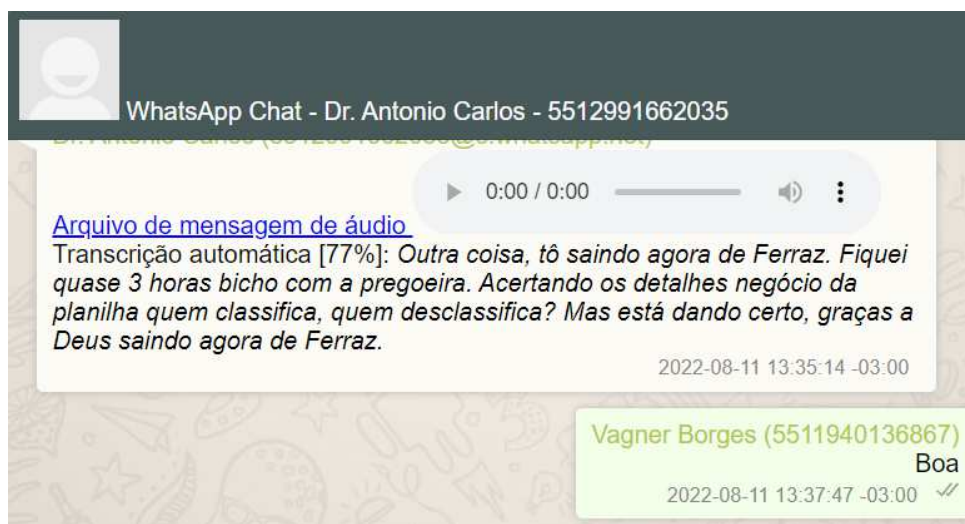 WhatsApp Chat - Dr. Antonio Carlos - 5512991662035
0:00 / 0:00
Arquivo de mensagem de áudio
Transcrição automática [77%]: Outra coisa, tô saindo agora de Ferraz. Fiquei
quase 3 horas bicho com a pregoeira. Acertando os detalhes negócio da
planilha quem classifica, quem desclassifica? Mas está dando certo, graças a
Deus saindo agora de Ferraz.
2022-08-11 13:35:14 -03:00
Vagner Borges (5511940136867)
Boa
2022-08-11 13:37:47 -03:00